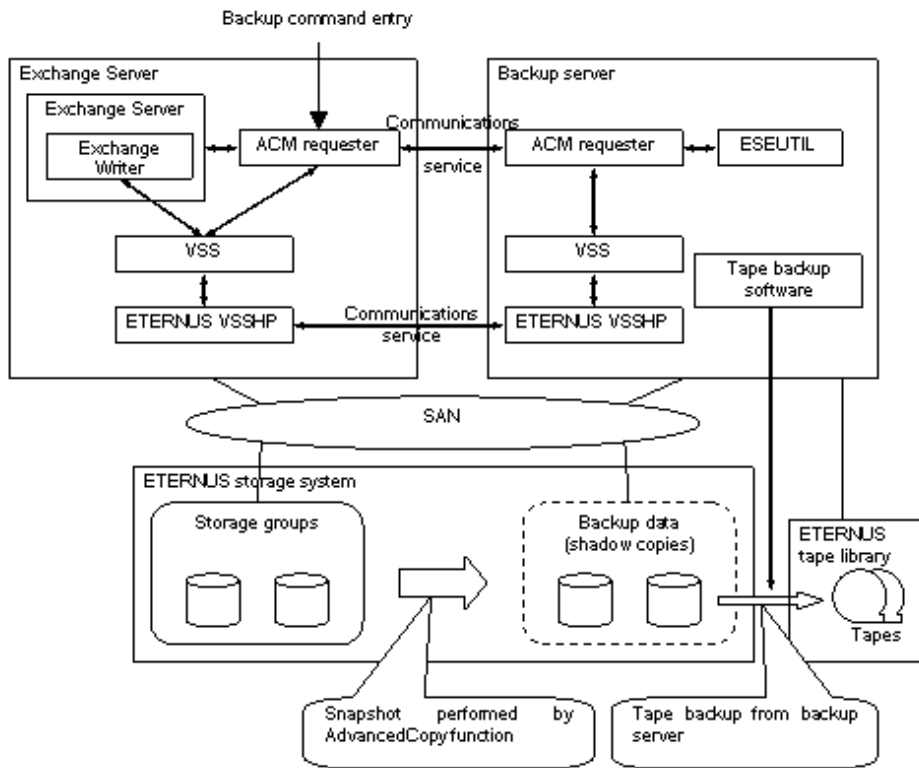 Backup command entry
Exchange Server
Backup server
Exchange Server
Exchange
Writer
ACM requester
Communications
service
ACM requester
ESEUTIL
VSS
VSS
Tape backup
software
ETERNUS VSSHP
Communications
service
ETERNUS VSSHP
SAN
ETERNUS storage system
Storage groups
Backup data
(shadow copies)
ETERNUS
tape library
Tapes
Snapshot performed by
AdvancedCopyfunction
Tape backup from backup
server